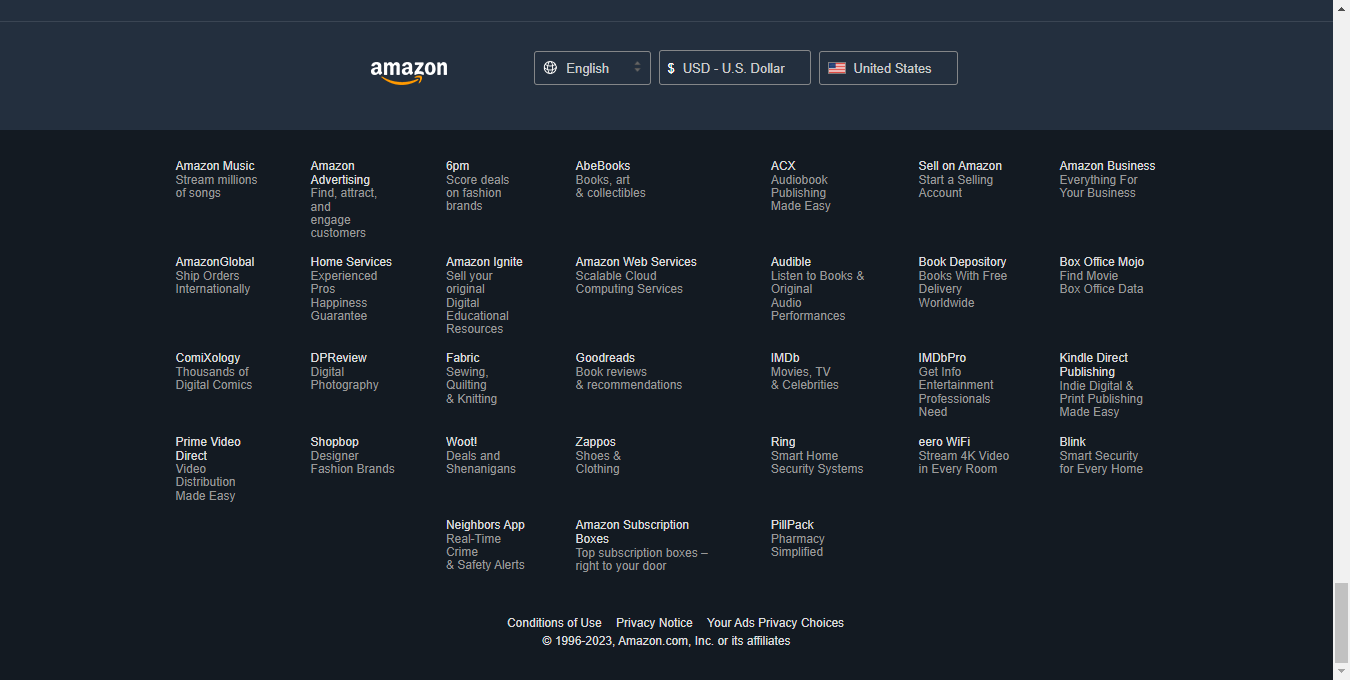 amazon
English
$ USD - U.S. Dollar
United States
Amazon Music
Stream millions
of songs
Amazon
Advertising
Find, attract,
and
engage
customers
6pm
Score deals
on fashion
brands
AbeBooks
Books, art
& collectibles
ACX
Audiobook
Publishing
Made Easy
Sell on Amazon
Start a Selling
Account
Amazon Business
Everything For
Your Business
AmazonGlobal
Ship Orders
Internationally
Home Services
Experienced
Pros
Happiness
Guarantee
Amazon Ignite
Sell your
original
Digital
Educational
Resources
Amazon Web Services
Scalable Cloud
Computing Services
Audible
Listen to Books &
Original
Audio
Performances
Book Depository
Books With Free
Delivery
Worldwide
Box Office Mojo
Find Movie
Box Office Data
ComiXology
Thousands of
Digital Comics
DPReview
Digital
Photography
Fabric
Sewing,
Quilting
& Knitting
Goodreads
Book reviews
& recommendations
IMDb
Movies, TV
& Celebrities
IMDbPro
Get Info
Entertainment
Professionals
Need
Kindle Direct
Publishing
Indie Digital &
Print Publishing
Made Easy
Prime Video
Direct
Video
Distribution
Made Easy
Shopbop
Designer
Fashion Brands
Woot!
Deals and
Shenanigans
Zappos
Shoes &
Clothing
Ring
Smart Home
Security Systems
eero WiFi
Stream 4K Video
in Every Room
Blink
Smart Security
for Every Home
Neighbors App
Real-Time
Crime
& Safety Alerts
Amazon Subscription
Boxes
Top subscription boxes –
right to your door
PillPack
Pharmacy
Simplified
Conditions of Use Privacy Notice Your Ads Privacy Choices
© 1996-2023, Amazon.com, Inc. or its affiliates